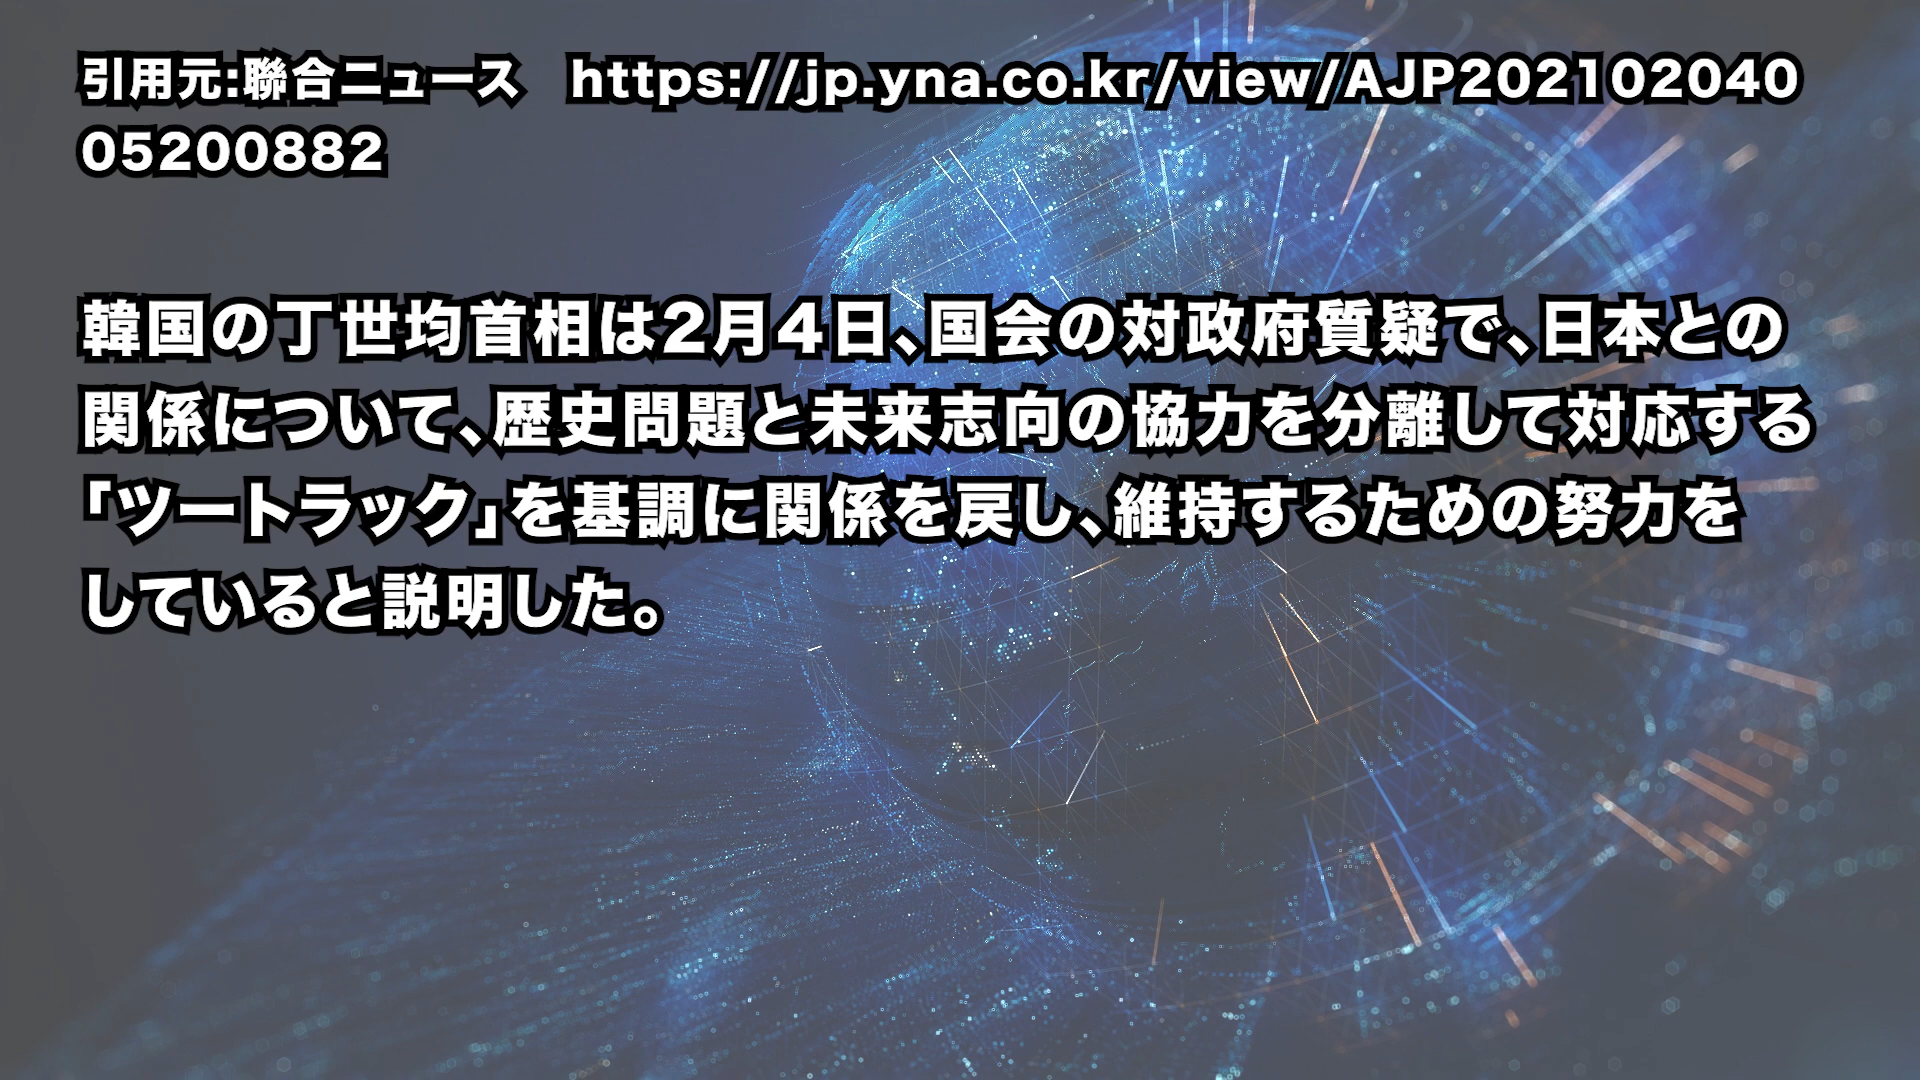 引用元:聯合ニュース　https://jp.yna.co.kr/view/AJP202102040
05200882
韓国の丁世均首相は2月4日、国会の対政府質疑で、日本との
関係について、歴史問題と未来志向の協力を分離して対応する
「ツートラック」を基調に関係を戻し、維持するための努力を
していると説明した。